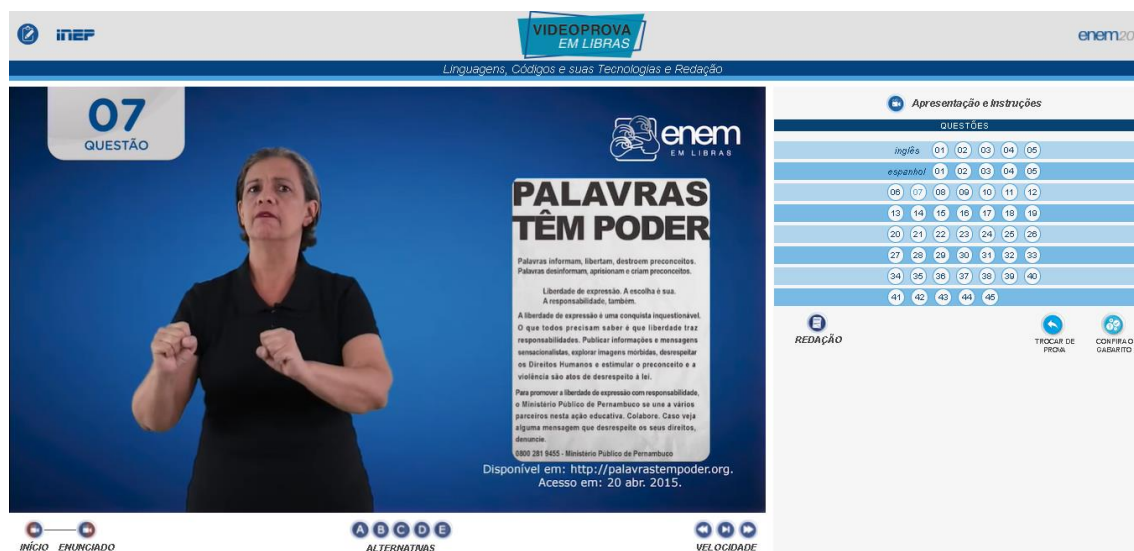 inep
VIDEOPROVA
EM LIBRAS
enem20
Linguagens, Códigos e suas Tecnologias e Redação
07
QUESTÃO
enem
EM LIBRAS
PALAVRAS
TÊM PODER
Palavras informam, libertam, destroem preconceitos.
Palavras desinformam, aprisionam e criam preconceitos.
Liberdade de expressão. A escolha é sua.
A responsabilidade, também.
A liberdade de expressão é uma conquista inquestionável.
O que todos precisam saber é que liberdade traz
responsabilidades. Publicar informações e mensagens
sensacionalistas, explorar imagens mórbidas, desrespeitar
os Direitos Humanos e estimular o preconceito e a
violência são atos de desrespeito à lei.
Para promover a liberdade de expressão com responsabilidade,
o Ministério Público de Pernambuco se une a vários
parceiros nesta ação educativa. Colabore. Caso veja
alguma mensagem que desrespeite os seus direitos,
denuncie.
0800 281 9455 - Ministério Público de Pernambuco
Disponível em: http://palavrastempoder.org.
Acesso em: 20 abr. 2015.
INÍCIO ENUNCIADO
A B C D E
ALTERNATIVAS
VELOCIDADE
Apresentação e Instruções
QUESTÕES
inglês 01 02 03 04 05
espanhol 01 02 03 04 05
06 07 08 09 10 11 12
13 14 15 16 17 18 19
20 21 22 23 24 25 26
27 28 29 30 31 32 33
34 35 36 37 38 39 40
41 42 43 44 45
REDAÇÃO
TROCAR DE
PROVA
CONFIRA O
GABARITO